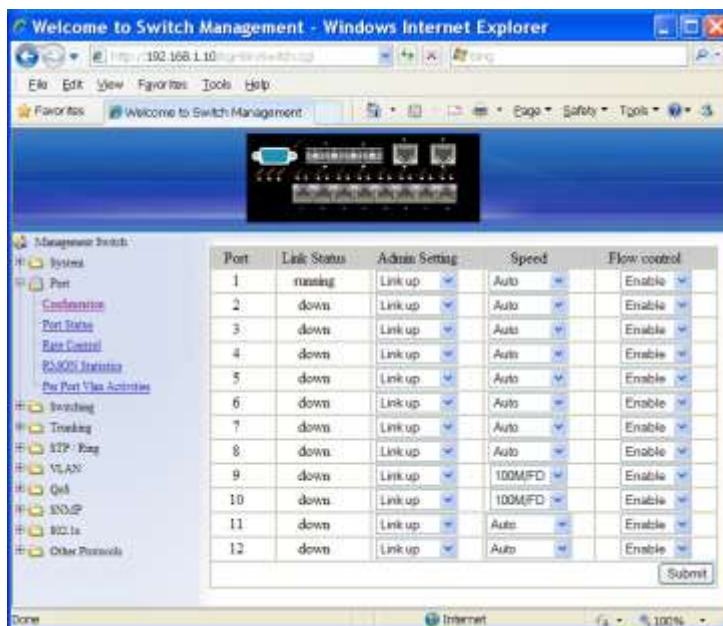 Welcome to Switch Management - Windows Internet Explorer
192.168.1.10
File Edit View Favorites Tools Help
Favorites Welcome to Switch Management Page Safety Tools
Management Switch
System
Port
Configuration
Port Status
Rate Control
RMON Statistics
Per Port Vlan Activities
Switching
Trunking
STP / Ring
VLAN
QoS
SNMP
802.1x
Other Protocols
Port Link Status Admin Setting Speed Flow control
1 running Link up Auto Enable
2 down Link up Auto Enable
3 down Link up Auto Enable
4 down Link up Auto Enable
5 down Link up Auto Enable
6 down Link up Auto Enable
7 down Link up Auto Enable
8 down Link up Auto Enable
9 down Link up 100M/FD Enable
10 down Link up 100M/FD Enable
11 down Link up Auto Enable
12 down Link up Auto Enable
Submit
Done Internet 100%